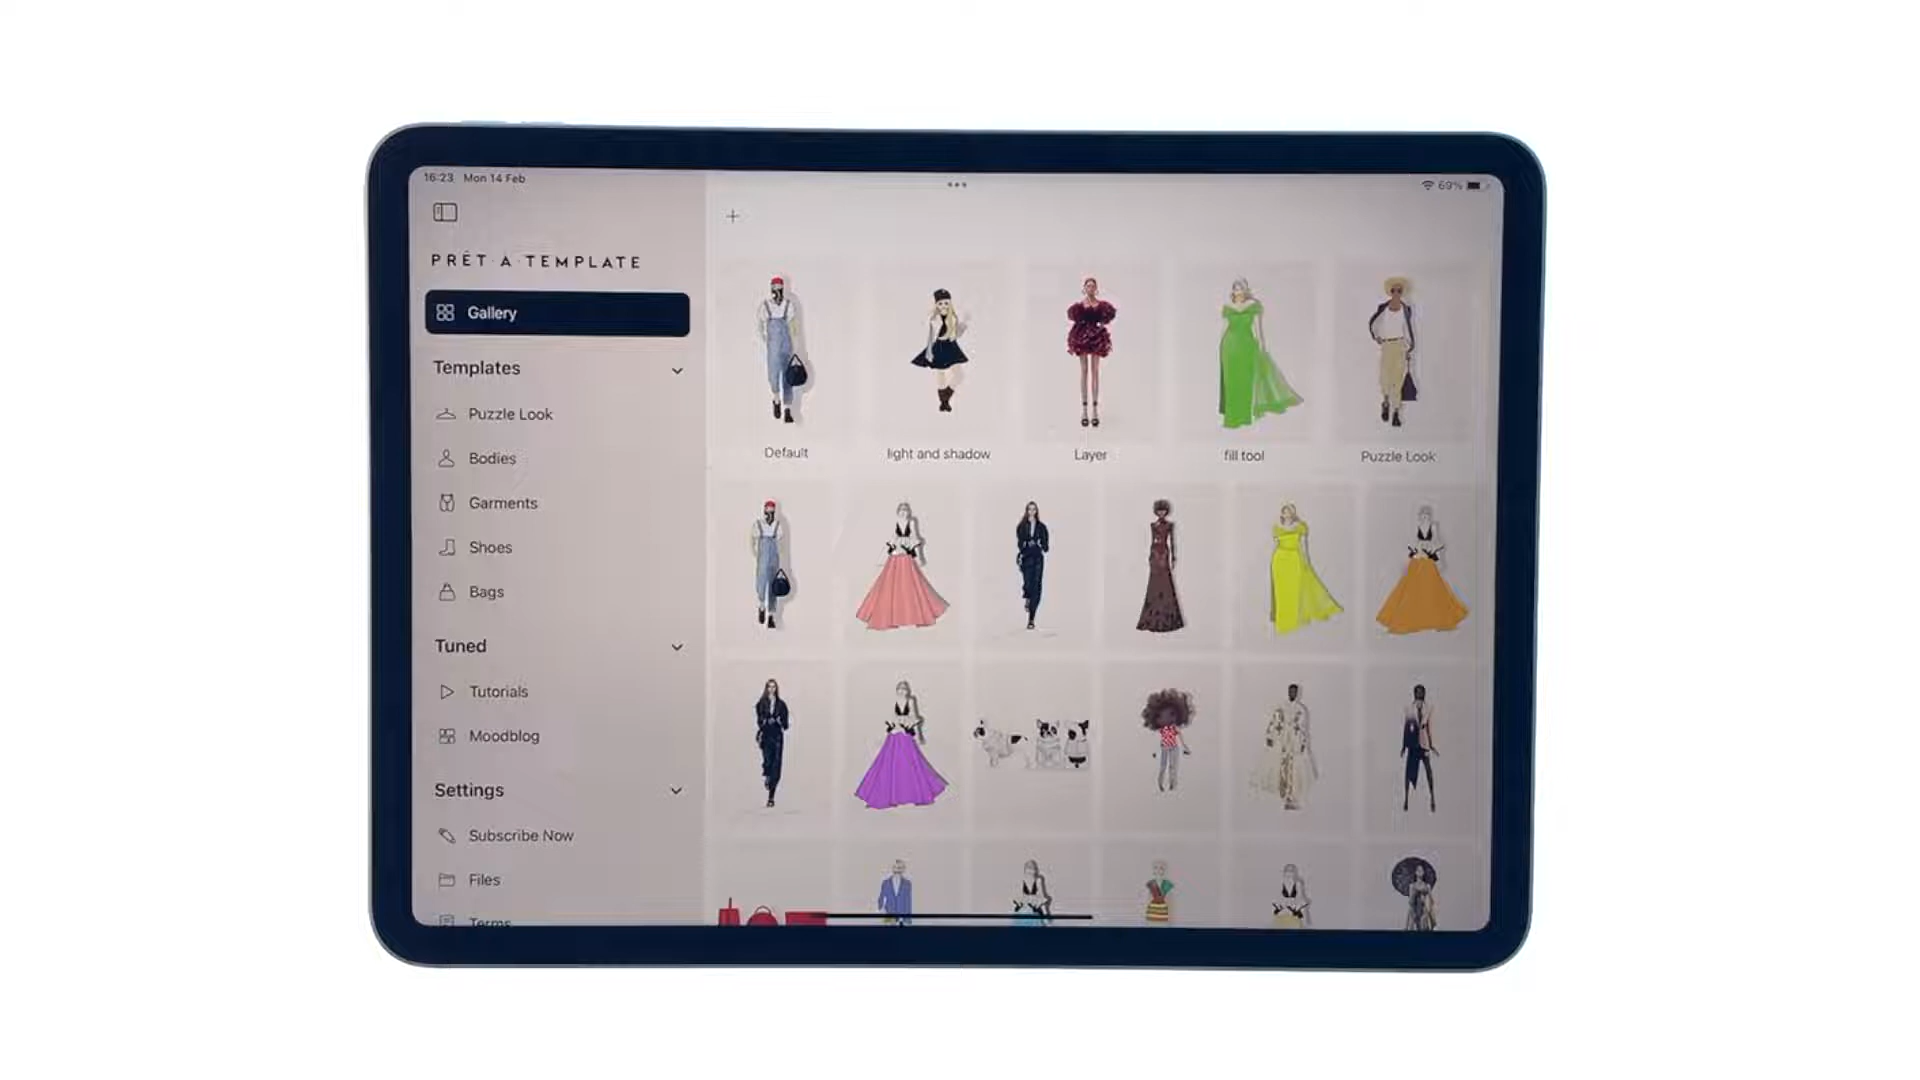 16:23 Mon 14 Feb
69%
PRÊT·À·TEMPLATE
Gallery
Templates
Puzzle Look
Bodies
Garments
Shoes
Bags
Tuned
Tutorials
Moodblog
Settings
Subscribe Now
Files
Terms
Default
light and shadow
Layer
fill tool
Puzzle Look